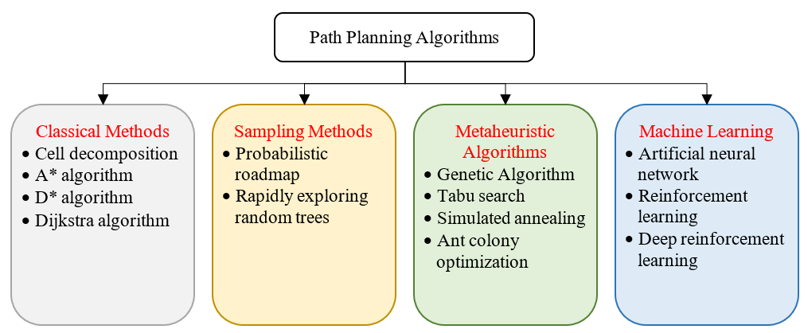 Path Planning Algorithms
Classical Methods
• Cell decomposition
• A* algorithm
• D* algorithm
• Dijkstra algorithm
Sampling Methods
• Probabilistic
roadmap
• Rapidly exploring
random trees
Metaheuristic
Algorithms
• Genetic Algorithm
• Tabu search
• Simulated annealing
• Ant colony
optimization
Machine Learning
• Artificial neural
network
• Reinforcement
learning
• Deep reinforcement
learning